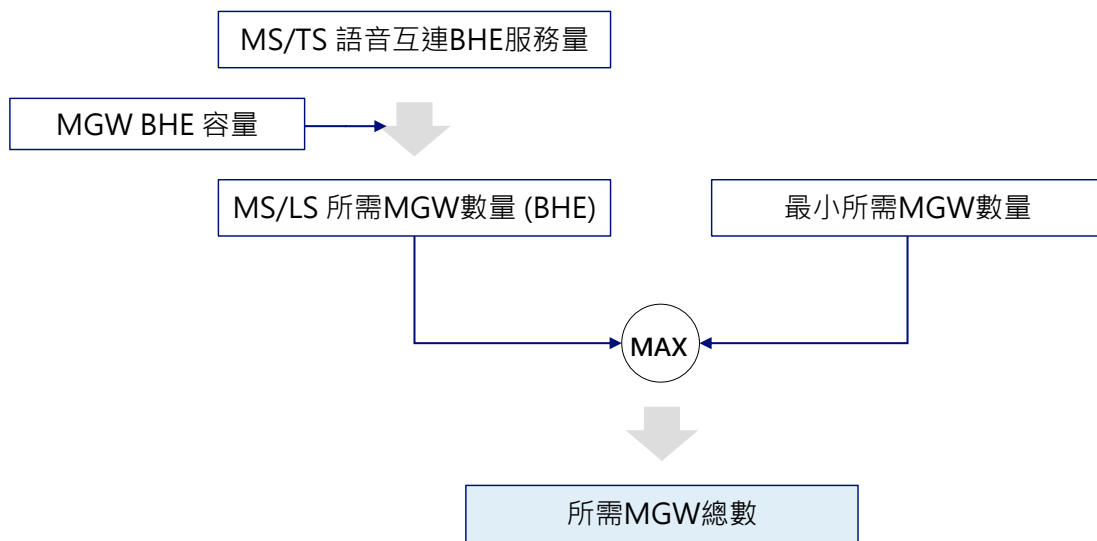 MS/TS 語音互連BHE服務量
MGW BHE 容量
MS/LS 所需MGW數量 (BHE)
最小所需MGW數量
MAX
所需MGW總數